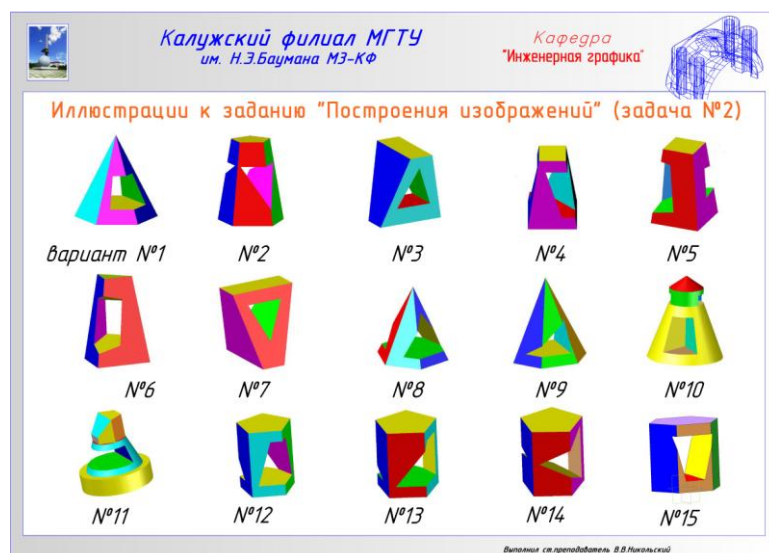 Калужский филиал МГТУ
им. Н.Э.Баумана МЗ-КФ
Кафедра
"Инженерная графика"
Иллюстрации к заданию "Построения изображений" (задача №2)
вариант №1 №2 №3 №4 №5
№6 №7 №8 №9 №10
№11 №12 №13 №14 №15
Выполнил ст.преподаватель В.В.Никольский